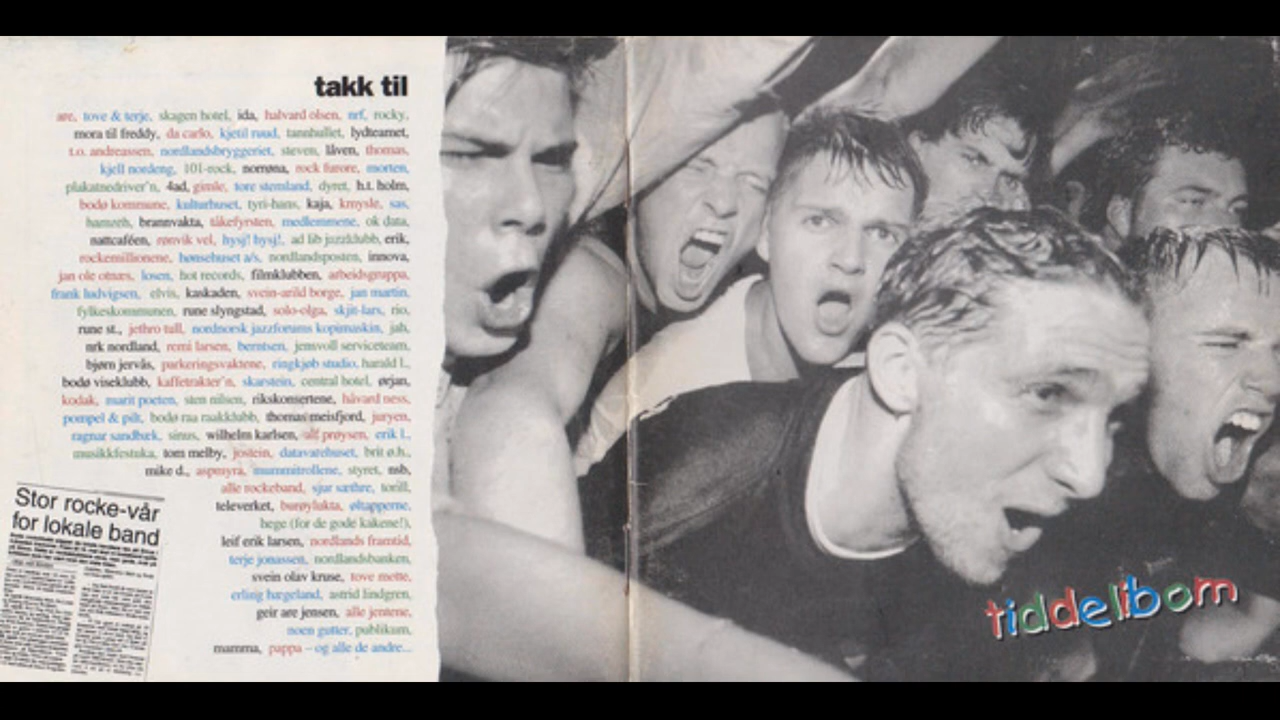 takk til
are, tove & terje, skagen hotel, ida, halvard olsen, nrf, rocky,
mora til freddy, da carlo, kjetil ruud, tannhullet, lydteamet,
t.o. andreassen, nordlandsbryggeriet, steven, låven, thomas,
kjell nordeng, 101-rock, norrøna, rock furore, morten,
plakatnedriver'n, 4ad, gimle, tore stemland, dyret, h.t. holm,
bodø kommune, kulturhuset, tyri-hans, kaja, kmysle, sas,
hamzeh, brannvakta, tåkefyrsten, medlemmene, ok data,
nattcaféen, rønvik vel, hysj! hysj!, ad lib jazzklubb, erik,
rockemillionene, hønsehuset a/s, nordlandsposten, innova,
jan ole otnæs, losen, hot records, filmklubben, arbeidsgruppa,
frank ludvigsen, elvis, kaskaden, svein-arild borge, jan martin,
fylkeskommunen, rune slyngstad, solo-olga, skjit-lars, rio,
rune st., jethro tull, nordnorsk jazzforums kopimaskin, jah,
nrk nordland, remi larsen, berntsen, jensvoll serviceteam,
bjørn jervås, parkeringsvaktene, ringkjøb studio, harald l.,
bodø viseklubb, kaffetrakter'n, skarstein, central hotel, ørjan,
kodak, marit poeten, sten nilsen, rikskonsertene, håvard ness,
pompel & pilt, bodø raa raakklubb, thomas meisfjord, juryen,
ragnar sandbæk, sinus, wilhelm karlsen, alf prøysen, erik l.,
musikkfestuka, tom melby, jostein, datavarehuset, brit ø.h.,
mike d., aspmyra, mummitrollene, styret, nsb,
alle rockeband, sjur sæthre, torill,
televerket, burøylukta, øltapperne,
hege (for de gode kakene!),
leif erik larsen, nordlands framtid,
terje jonassen, nordlandsbanken,
svein olav kruse, tove mette,
erling hægeland, astrid lindgren,
geir are jensen, alle jentene,
noen gutter, publikum,
mamma, pappa – og alle de andre...
Stor rocke-vår
for lokale band
tiddelibom